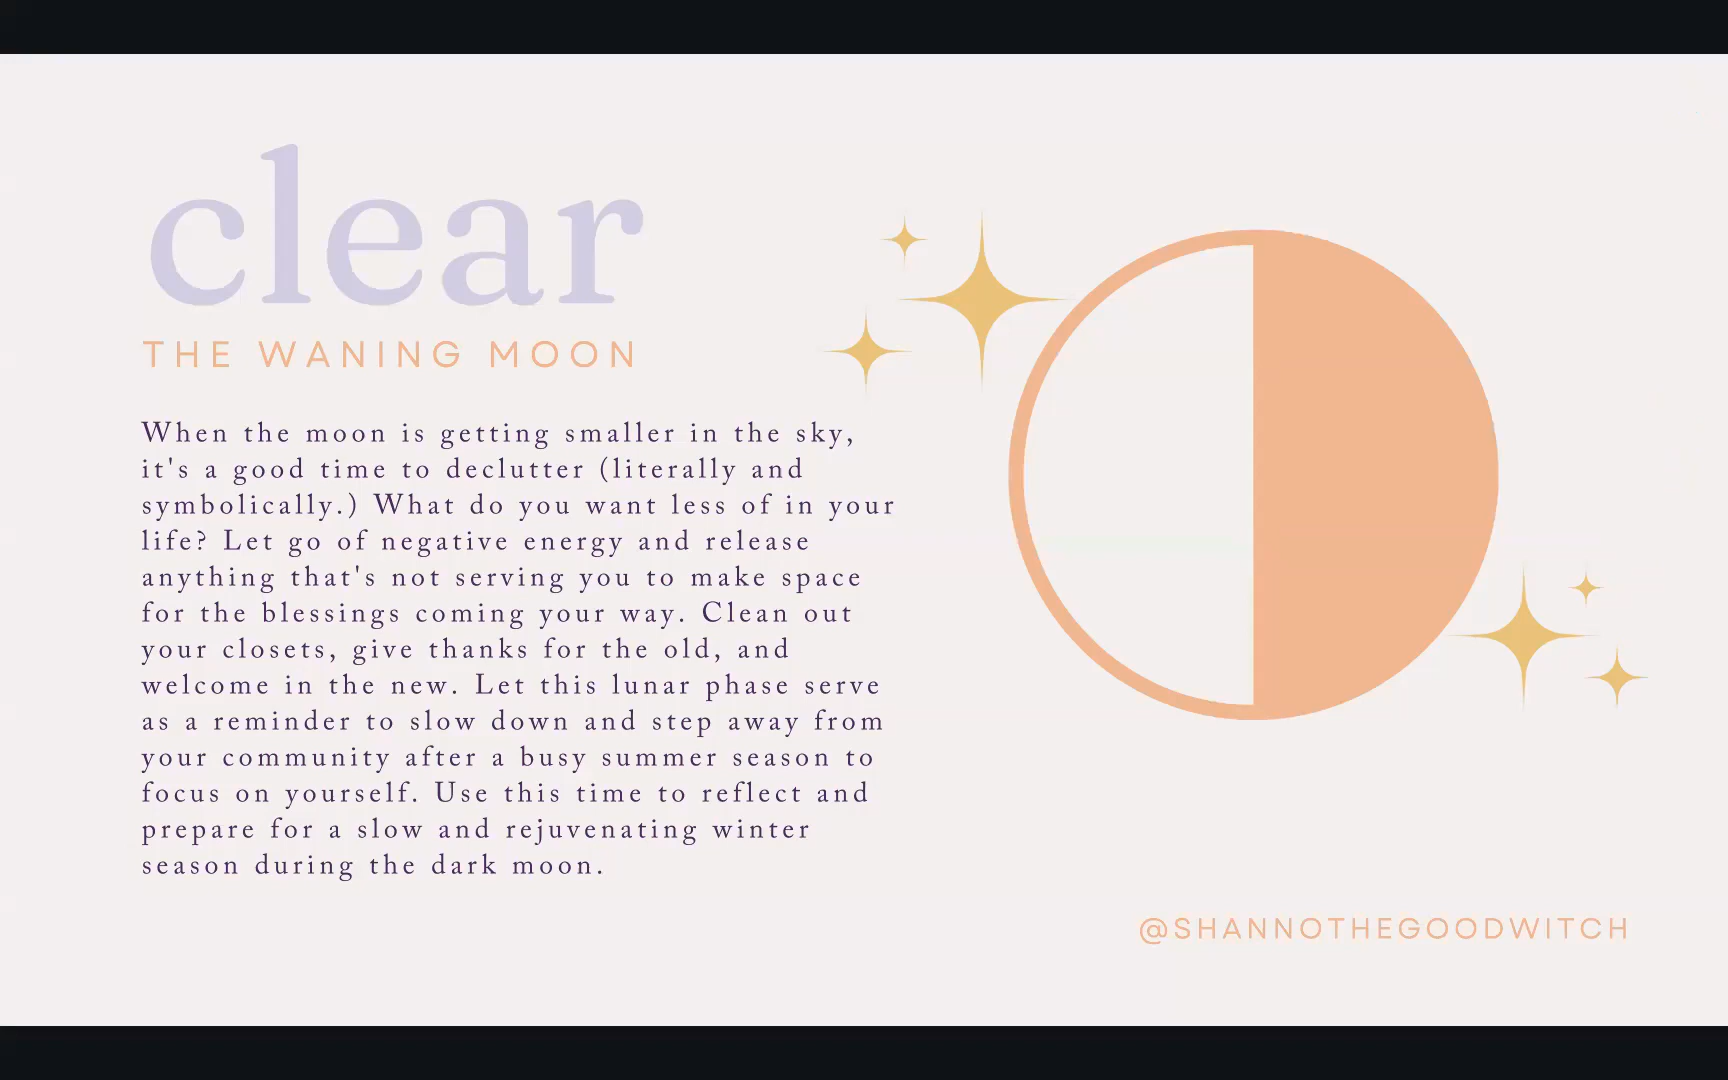 clear
THE WANING MOON
When the moon is getting smaller in the sky,
it's a good time to declutter (literally and
symbolically.) What do you want less of in your
life? Let go of negative energy and release
anything that's not serving you to make space
for the blessings coming your way. Clean out
your closets, give thanks for the old, and
welcome in the new. Let this lunar phase serve
as a reminder to slow down and step away from
your community after a busy summer season to
focus on yourself. Use this time to reflect and
prepare for a slow and rejuvenating winter
season during the dark moon.
@SHANNOTHEGOODWITCH